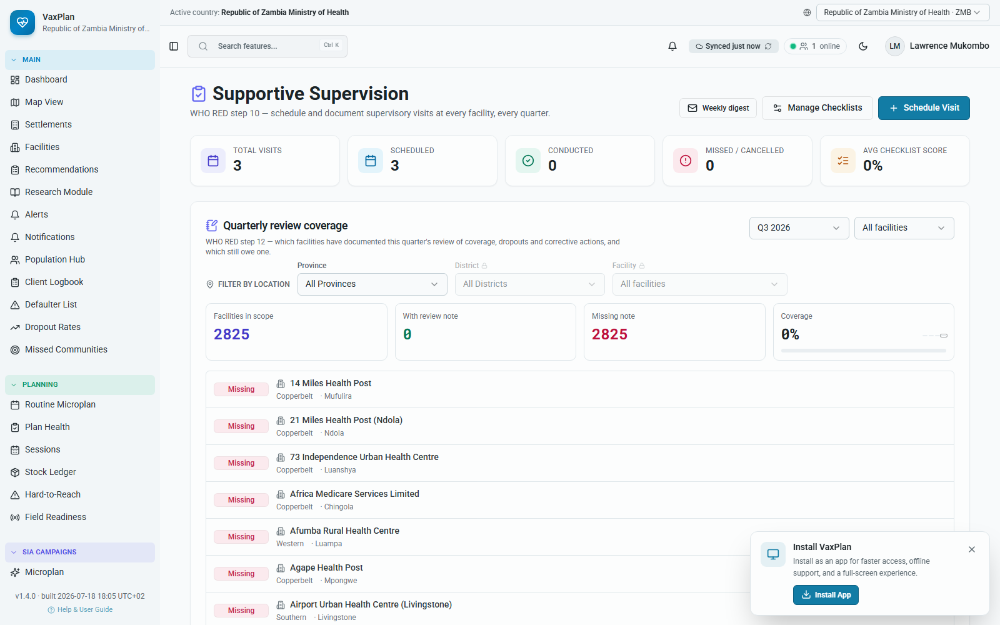 VaxPlan
Republic of Zambia Ministry of...
Active country: Republic of Zambia Ministry of Health
Republic of Zambia Ministry of Health · ZMB
Search features...
Ctrl K
Synced just now
1 online
LM
Lawrence Mukombo
MAIN
Dashboard
Map View
Settlements
Facilities
Recommendations
Research Module
Alerts
Notifications
Population Hub
Client Logbook
Defaulter List
Dropout Rates
Missed Communities
PLANNING
Routine Microplan
Plan Health
Sessions
Stock Ledger
Hard-to-Reach
Field Readiness
SIA CAMPAIGNS
Microplan
v1.4.0 · built 2026-07-18 18:05 UTC+02
Help & User Guide
Supportive Supervision
WHO RED step 10 — schedule and document supervisory visits at every facility, every quarter.
Weekly digest
Manage Checklists
Schedule Visit
TOTAL VISITS
3
SCHEDULED
3
CONDUCTED
0
MISSED / CANCELLED
0
AVG CHECKLIST SCORE
0%
Quarterly review coverage
WHO RED step 12 — which facilities have documented this quarter's review of coverage, dropouts and corrective actions, and
which still owe one.
Q3 2026
All facilities
FILTER BY LOCATION
Province
All Provinces
District
All Districts
Facility
All facilities
Facilities in scope
2825
With review note
0
Missing note
2825
Coverage
0%
Missing
14 Miles Health Post
Copperbelt · Mufulira
Missing
21 Miles Health Post (Ndola)
Copperbelt · Ndola
Missing
73 Independence Urban Health Centre
Copperbelt · Luanshya
Missing
Africa Medicare Services Limited
Copperbelt · Chingola
Missing
Afumba Rural Health Centre
Western · Luampa
Missing
Agape Health Post
Copperbelt · Mpongwe
Missing
Airport Urban Health Centre (Livingstone)
Southern · Livingstone
Install VaxPlan
Install as an app for faster access, offline
support, and a full-screen experience.
Install App